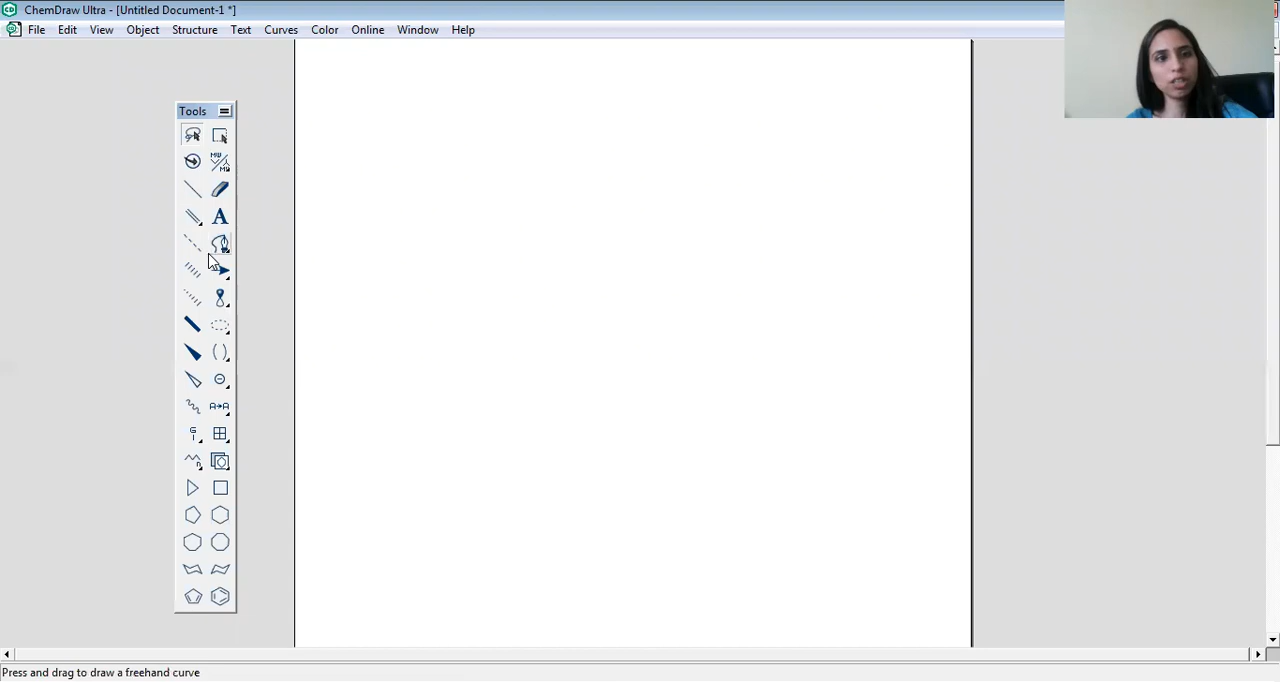 ChemDraw Ultra - [Untitled Document-1 *]
File Edit View Object Structure Text Curves Color Online Window Help
Tools
MW
A
A A
G
n
Press and drag to draw a freehand curve